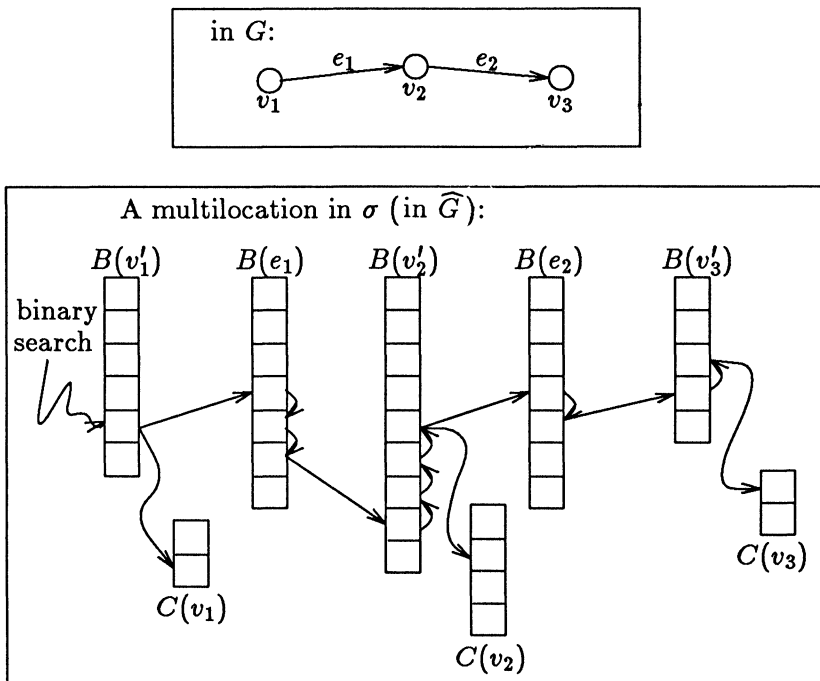 in G:
e₁ e₂
v₁ v₂ v₃
A multilocation in σ (in Ĝ):
B(v′₁) B(e₁) B(v′₂) B(e₂) B(v′₃)
binary
search
C(v₃)
C(v₁)
C(v₂)